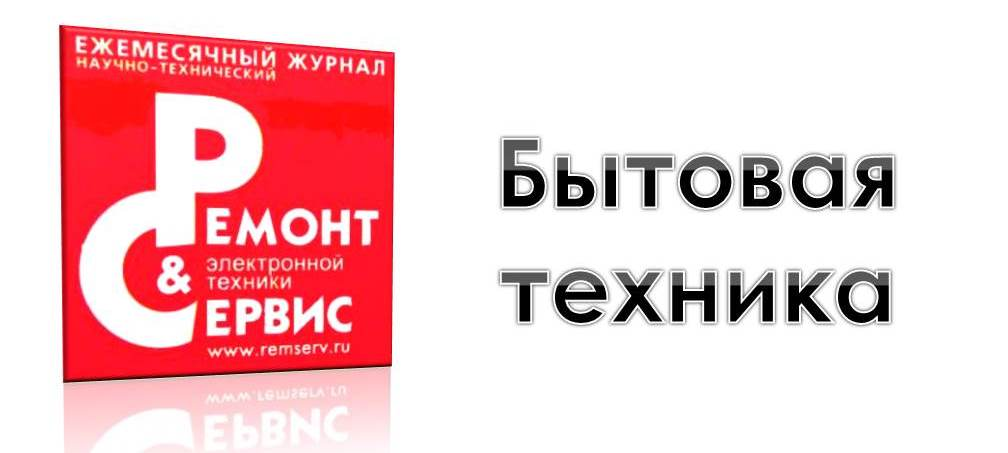 ЕЖЕМЕСЯЧНЫЙ ЖУРНАЛ
НАУЧНО-ТЕХНИЧЕСКИЙ
РЕМОНТ
& электронной
техники
СЕРВИС
www.remserv.ru
Бытовая
техника